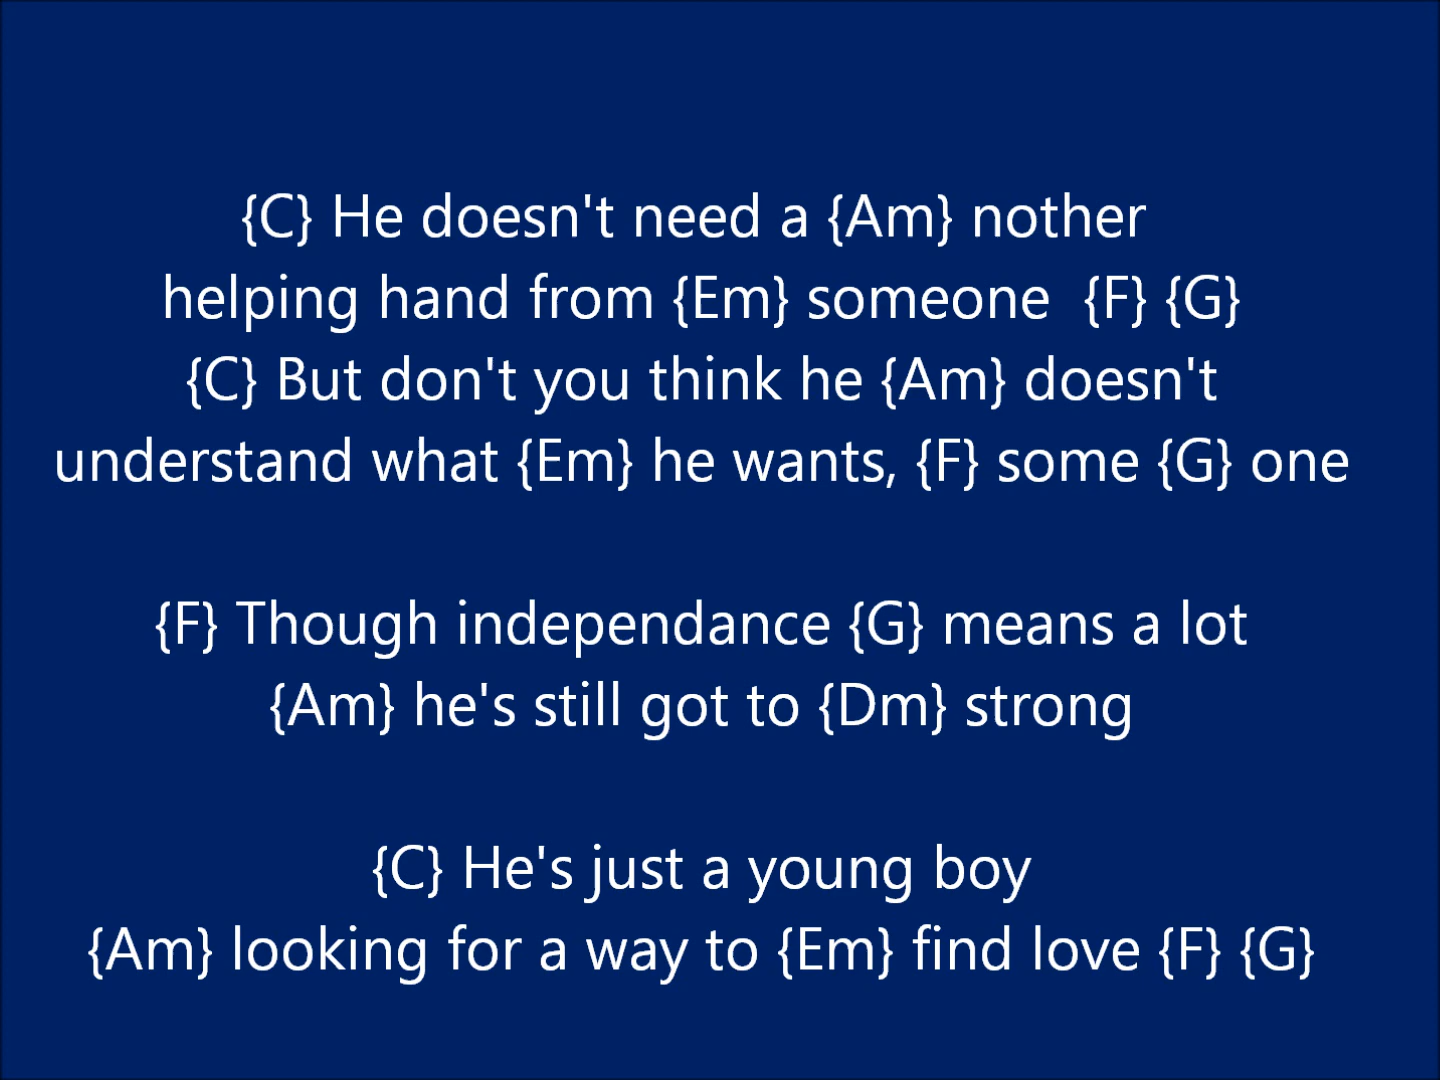 {C} He doesn't need a {Am} nother
helping hand from {Em} someone  {F} {G}
{C} But don't you think he {Am} doesn't
understand what {Em} he wants, {F} some {G} one
{F} Though independance {G} means a lot
{Am} he's still got to {Dm} strong
{C} He's just a young boy
{Am} looking for a way to {Em} find love {F} {G}